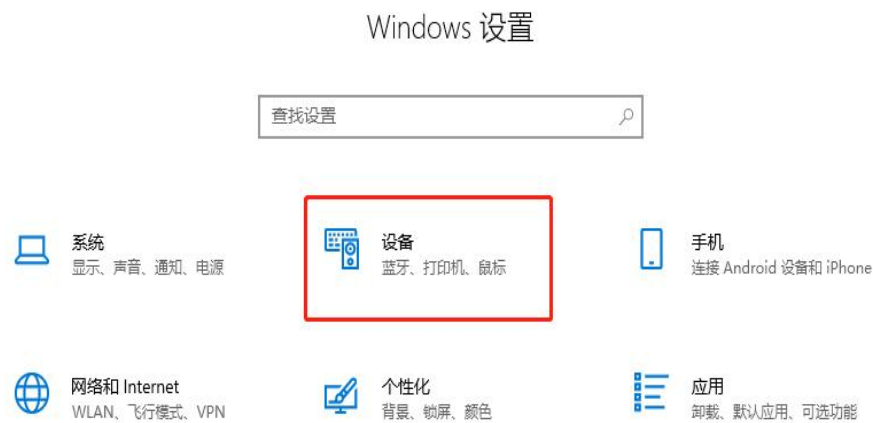 Windows 设置
查找设置
系统
显示、声音、通知、电源
设备
蓝牙、打印机、鼠标
手机
连接 Android 设备和 iPhone
网络和 Internet
WLAN、飞行模式、VPN
个性化
背景、锁屏、颜色
应用
卸载、默认应用、可选功能